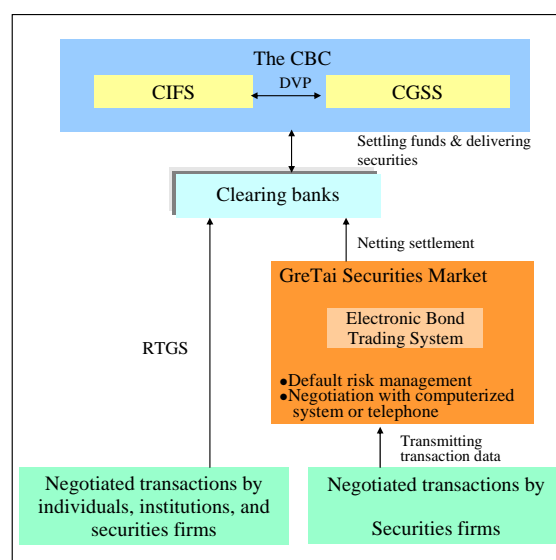 The CBC
CIFS
DVP
CGSS
Settling funds & delivering
securities
Clearing banks
Netting settlement
GreTai Securities Market
Electronic Bond
Trading System
RTGS
●Default risk management
●Negotiation with computerized
system or telephone
Transmitting
transaction data
Negotiated transactions by
individuals, institutions, and
securities firms
Negotiated transactions by
Securities firms